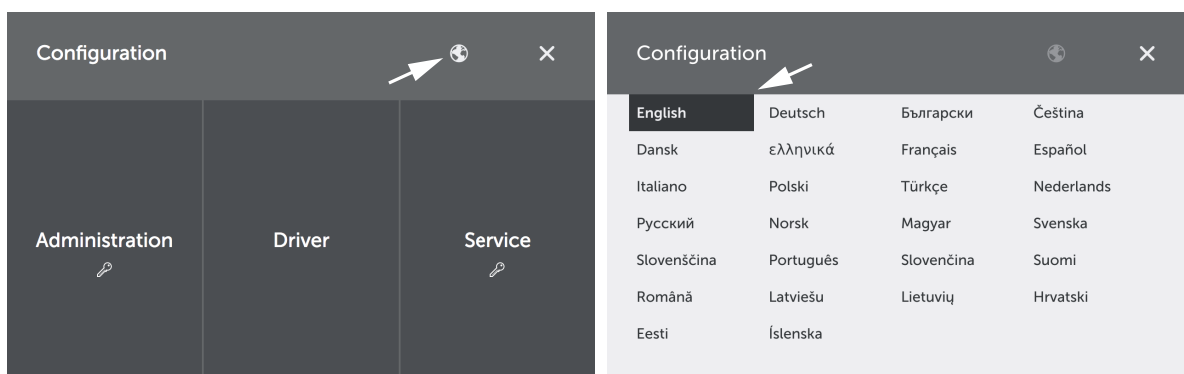 Configuration
Administration
Driver
Service
Configuration
English Deutsch Български Čeština
Dansk ελληνικά Français Español
Italiano Polski Türkçe Nederlands
Русский Norsk Magyar Svenska
Slovenščina Português Slovenčina Suomi
Română Latviešu Lietuvių Hrvatski
Eesti Íslenska